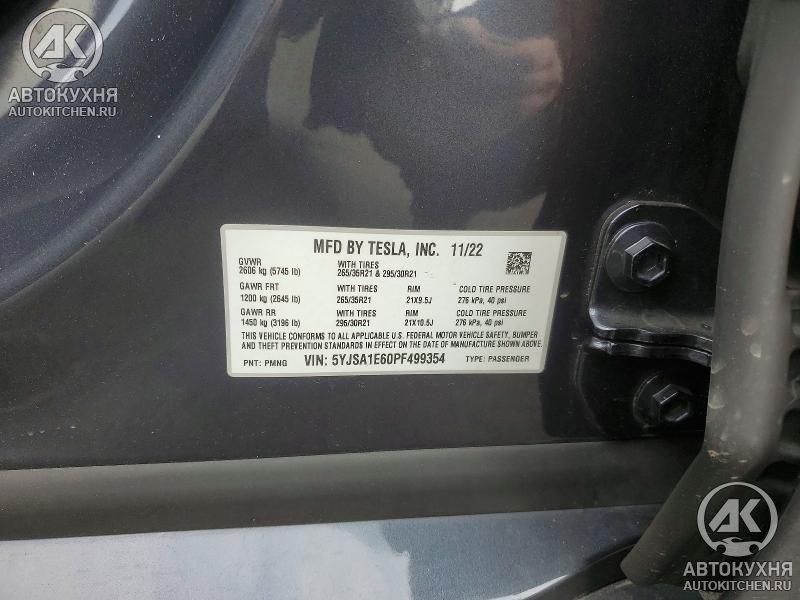 AK
АВТОКУХНЯ
AUTOKITCHEN.RU
MFD BY TESLA, INC. 11/22
GVWR WITH TIRES
2606 kg (5745 lb) 265/35R21 & 295/30R21
GAWR FRT WITH TIRES RIM COLD TIRE PRESSURE
1200 kg (2645 lb) 265/35R21 21X9.5J 276 kPa, 40 psi
GAWR RR WITH TIRES RIM COLD TIRE PRESSURE
1450 kg (3196 lb) 295/30R21 21X10.5J 276 kPa, 40 psi
THIS VEHICLE CONFORMS TO ALL APPLICABLE U.S. FEDERAL MOTOR VEHICLE SAFETY, BUMPER
AND THEFT PREVENTION STANDARDS IN EFFECT ON THE DATE OF MANUFACTURE SHOWN ABOVE.
PNT: PMNG VIN: 5YJSA1E60PF499354 TYPE: PASSENGER
AK
АВТОКУХНЯ
AUTOKITCHEN.RU